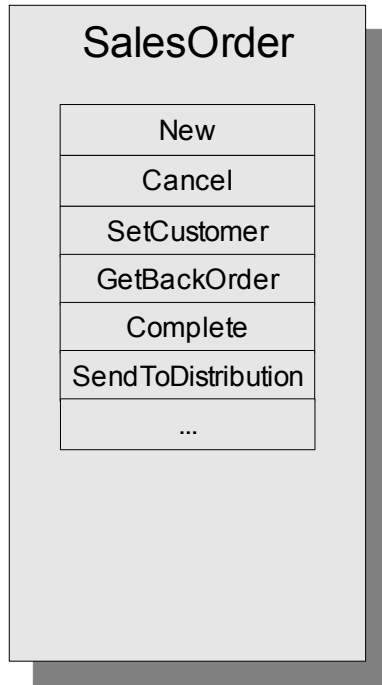 SalesOrder
New
Cancel
SetCustomer
GetBackOrder
Complete
SendToDistribution
...